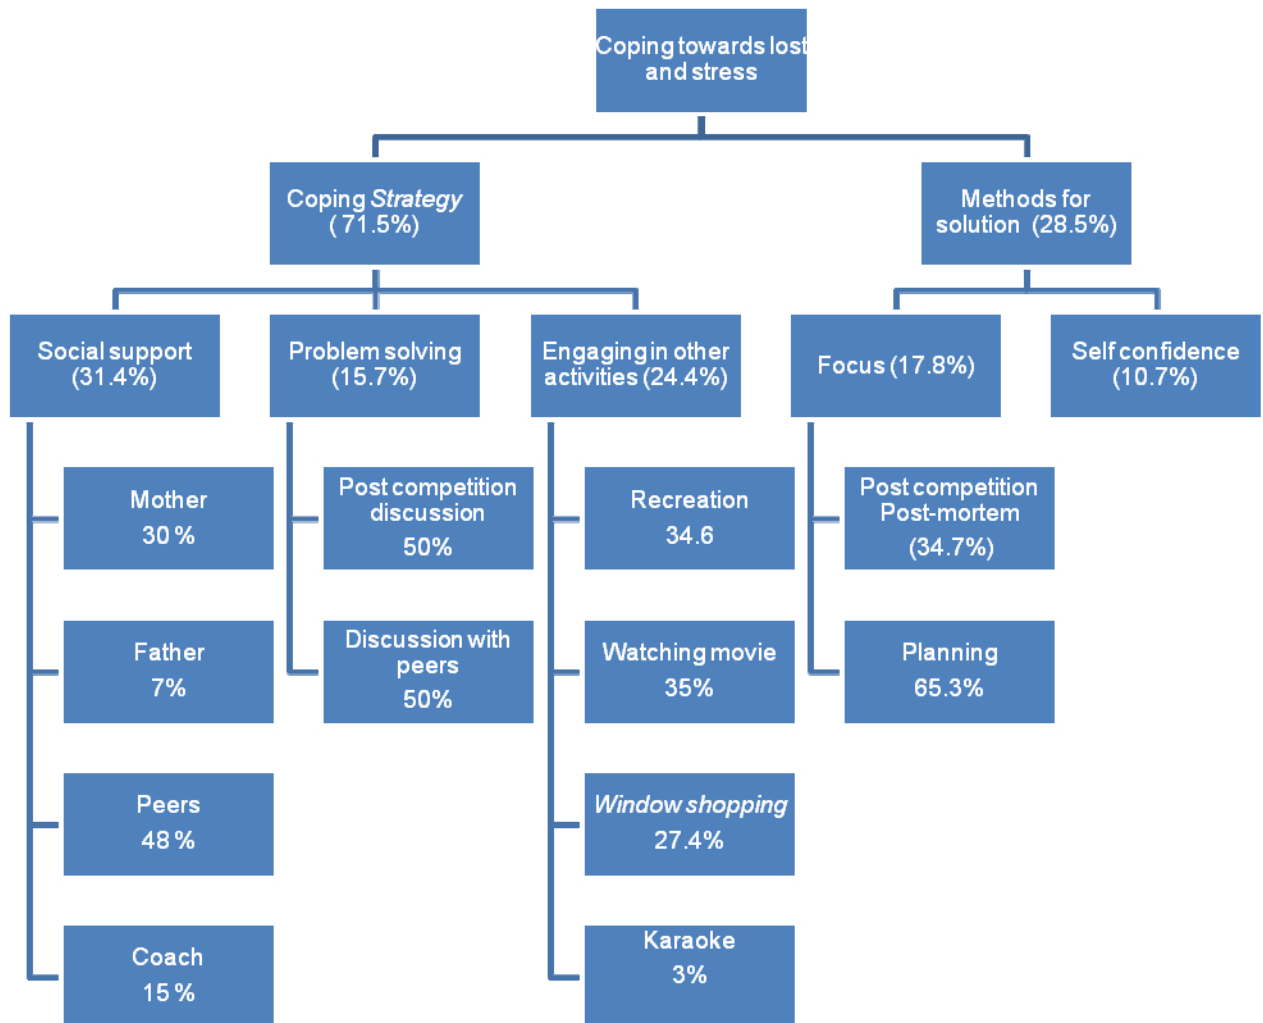 Coping towards lost
and stress
Coping Strategy
( 71.5%)
Methods for
solution (28.5%)
Social support
(31.4%)
Problem solving
(15.7%)
Engaging in other
activities (24.4%)
Focus (17.8%)
Self confidence
(10.7%)
Mother
30 %
Post competition
discussion
50%
Recreation
34.6
Post competition
Post-mortem
(34.7%)
Father
7%
Discussion with
peers
50%
Watching movie
35%
Planning
65.3%
Peers
48 %
Window shopping
27.4%
Coach
15 %
Karaoke
3%